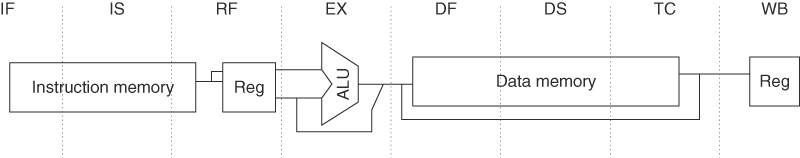 IF IS RF EX DF DS TC WB
Instruction memory Reg ALU Data memory Reg